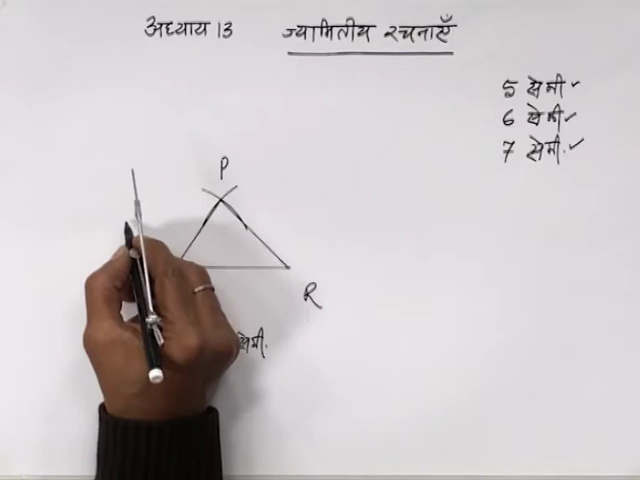 अध्याय 13 ज्यामितीय रचनाएँ
5 सेमी ✓
6 सेमी ✓
7 सेमी. ✓
P
R
सेमी.